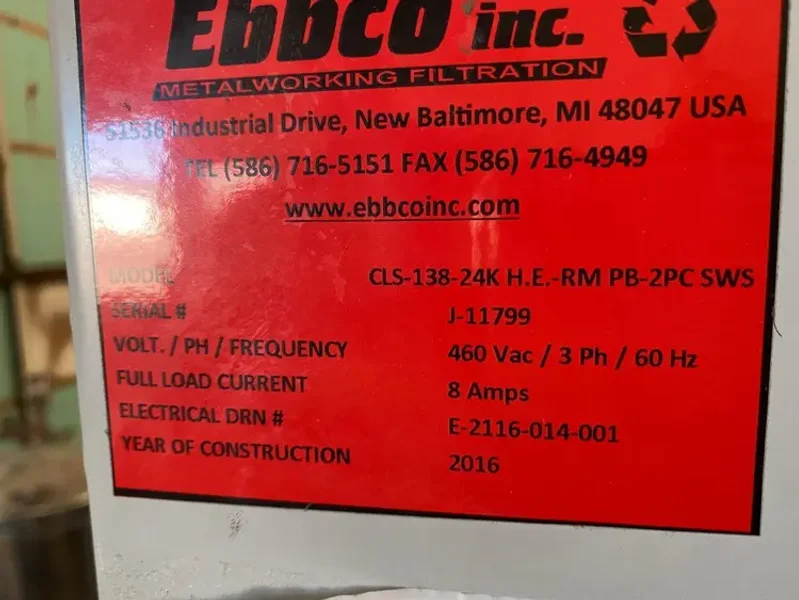 Ebbco inc.
METALWORKING FILTRATION
51536 Industrial Drive, New Baltimore, MI 48047 USA
TEL (586) 716-5151 FAX (586) 716-4949
www.ebbcoinc.com
MODEL CLS-138-24K H.E.-RM PB-2PC SWS
SERIAL # J-11799
VOLT. / PH / FREQUENCY 460 Vac / 3 Ph / 60 Hz
FULL LOAD CURRENT 8 Amps
ELECTRICAL DRN # E-2116-014-001
YEAR OF CONSTRUCTION 2016